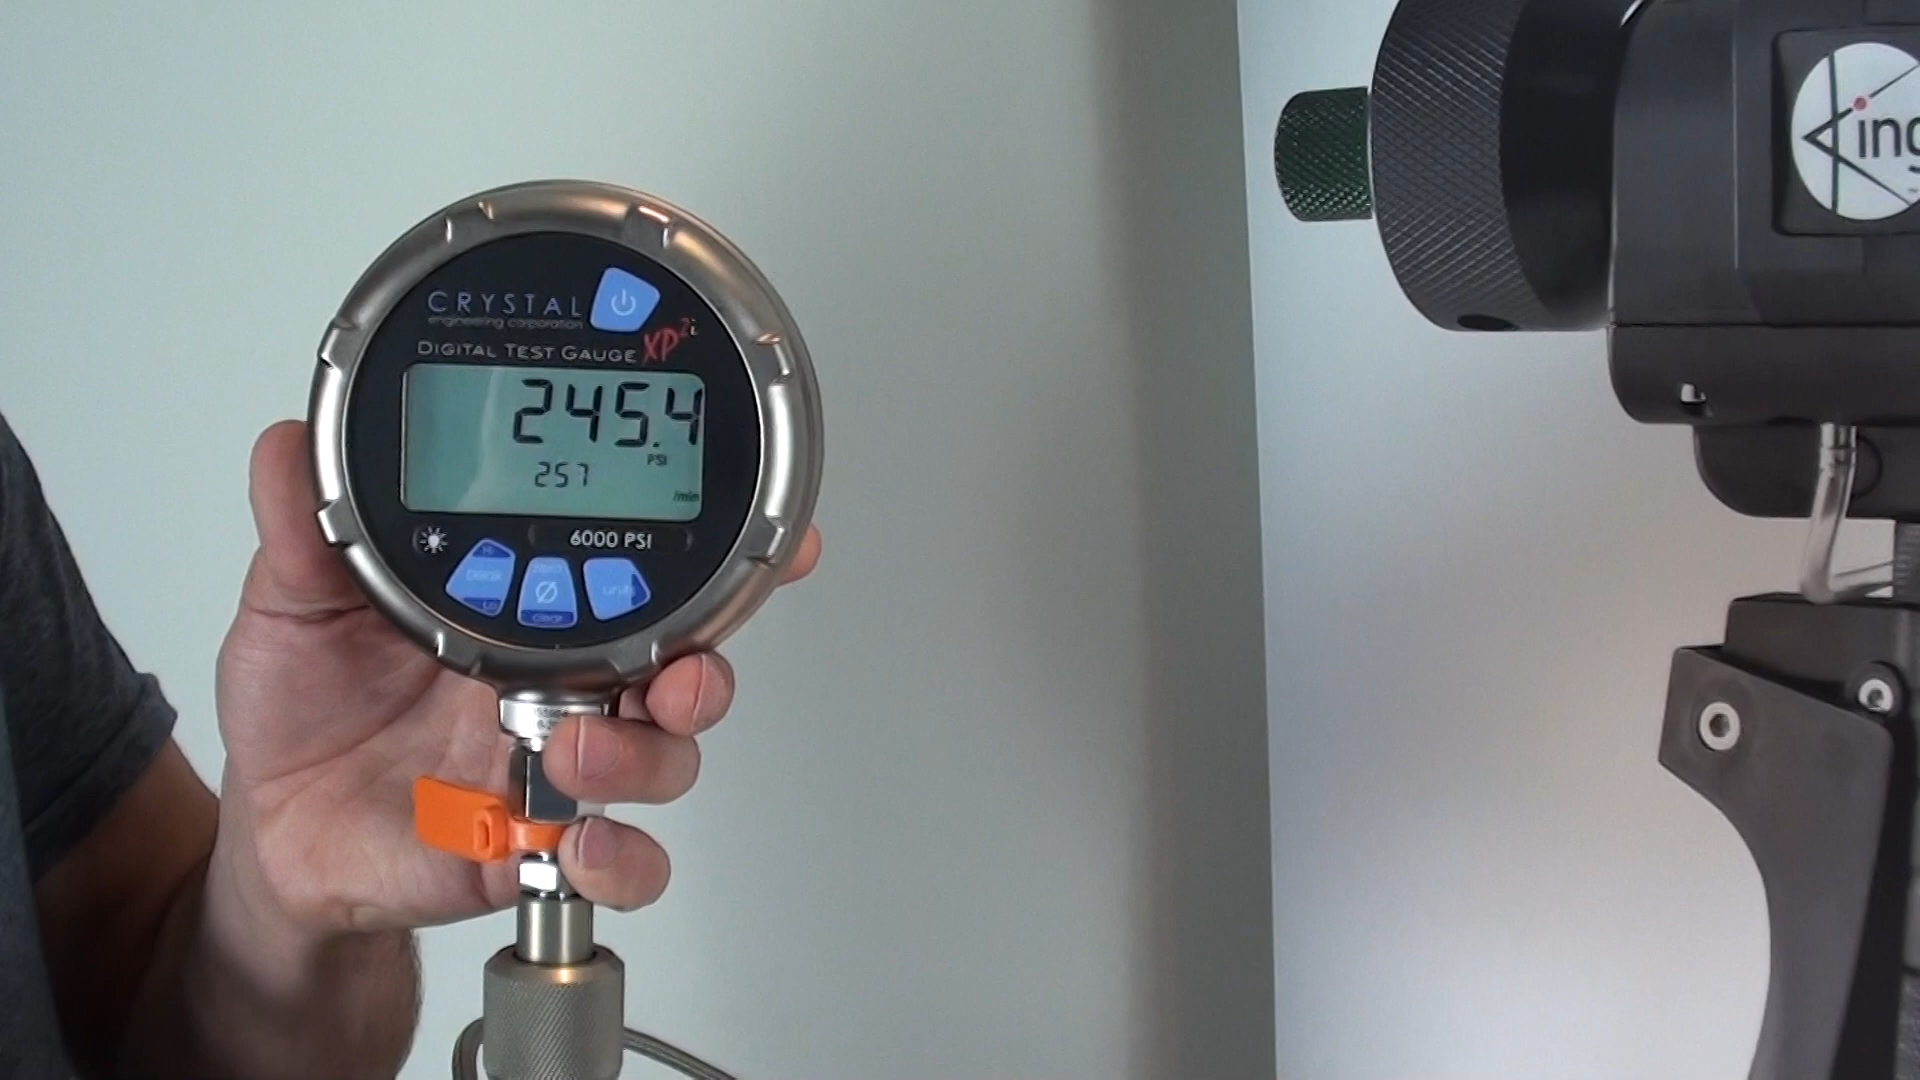 CRYSTAL
engineering corporation
DIGITAL TEST GAUGE XP2i
245.4
PSI
257
/min
6000 PSI
Hi
Lo
ZERO
Ø
CLEAR
UNITS
King